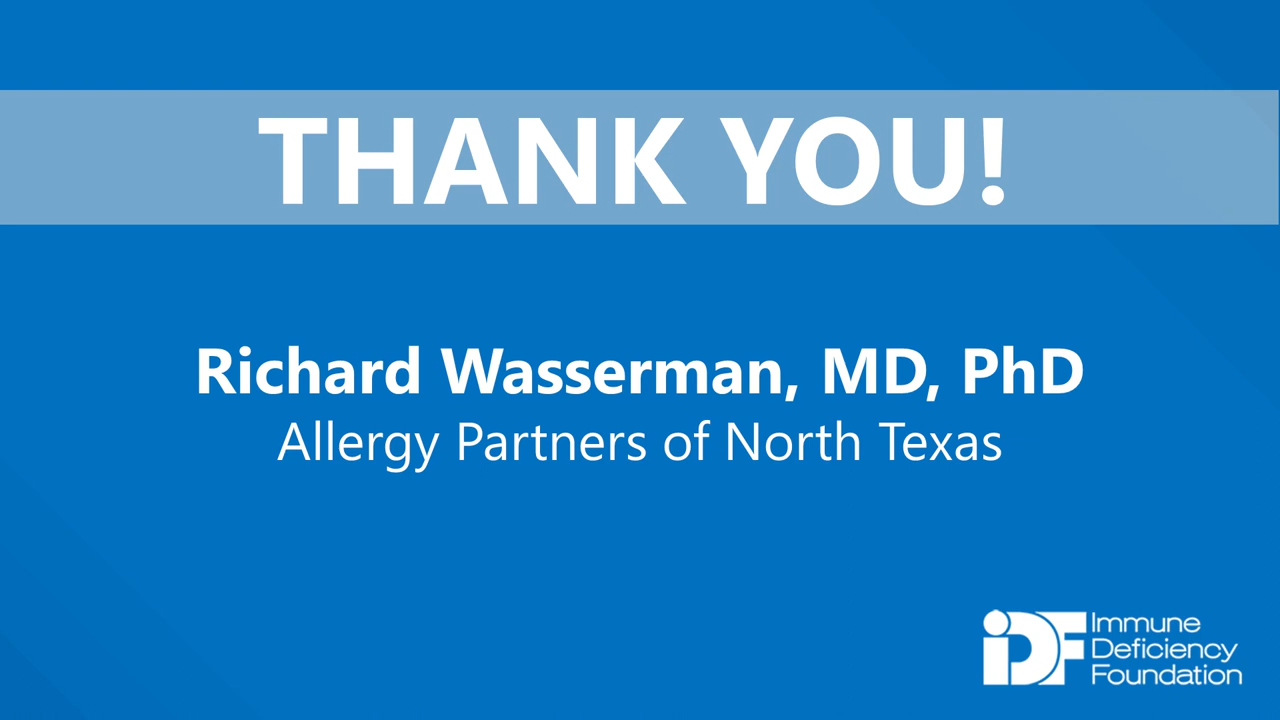 THANK YOU!
Richard Wasserman, MD, PhD
Allergy Partners of North Texas
iDF Immune
Deficiency
Foundation